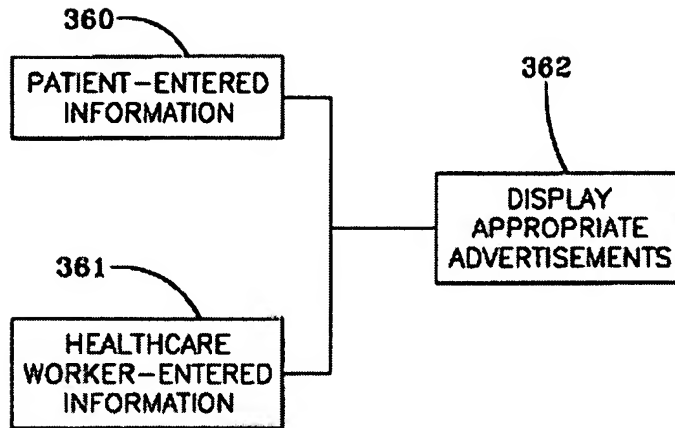 360
PATIENT-ENTERED
INFORMATION
362
DISPLAY
APPROPRIATE
ADVERTISEMENTS
361
HEALTHCARE
WORKER-ENTERED
INFORMATION